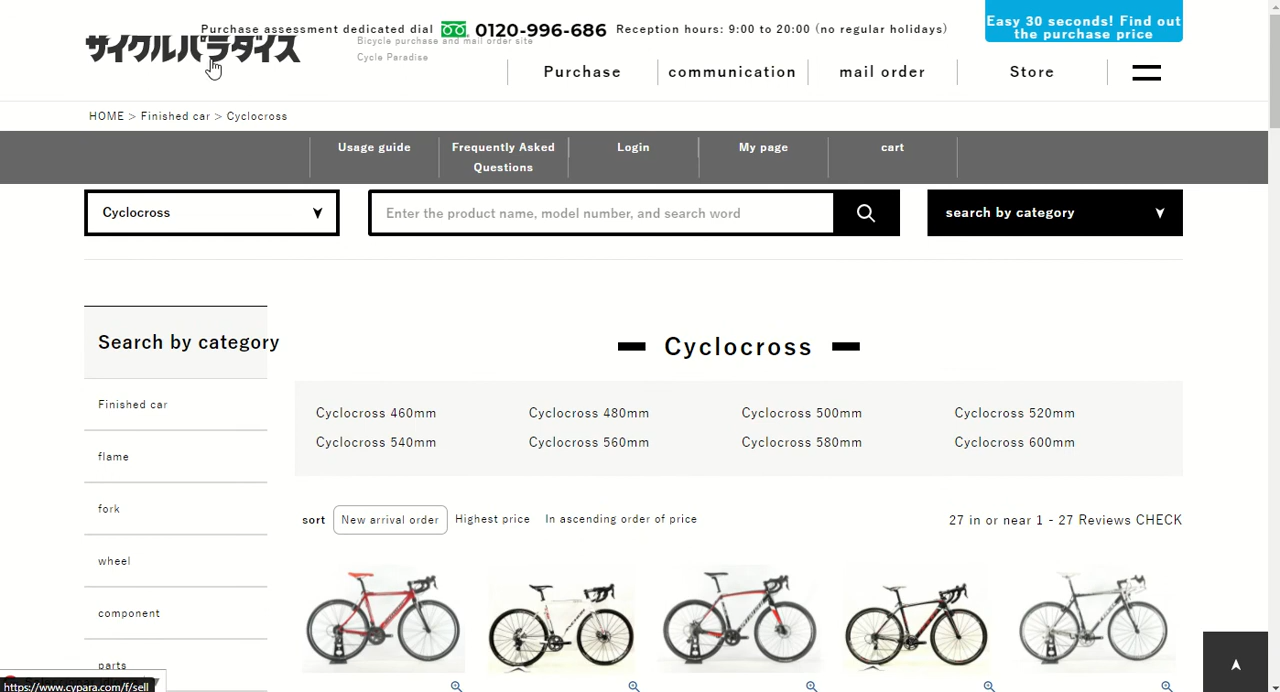 Purchase assessment dedicated dial 0120-996-686 Reception hours: 9:00 to 20:00 (no regular holidays)
Easy 30 seconds! Find out
the purchase price
サイクルパラダイス
Bicycle purchase and mail order site
Cycle Paradise
Purchase
communication
mail order
Store
HOME > Finished car > Cyclocross
Usage guide
Frequently Asked
Questions
Login
My page
cart
Cyclocross
Enter the product name, model number, and search word
search by category
Search by category
Cyclocross
Finished car
flame
fork
wheel
component
parts
Cyclocross 460mm
Cyclocross 480mm
Cyclocross 500mm
Cyclocross 520mm
Cyclocross 540mm
Cyclocross 560mm
Cyclocross 580mm
Cyclocross 600mm
sort New arrival order Highest price In ascending order of price
27 in or near 1 - 27 Reviews CHECK
https://www.cypara.com/f/sell